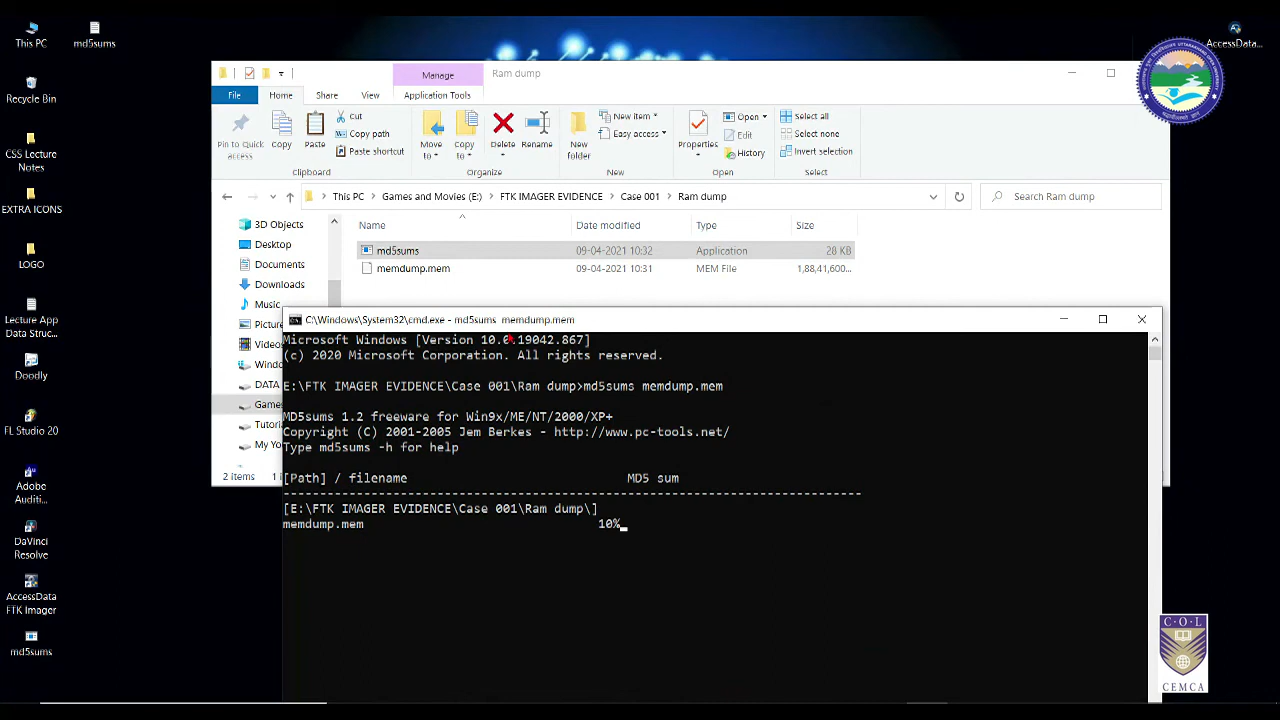 This PC
md5sums
Recycle Bin
CSS Lecture
Notes
EXTRA ICONS
LOGO
Lecture App
Data Struc...
Doodly
FL Studio 20
Adobe
Auditi...
DaVinci
Resolve
AccessData
FTK Imager
md5sums
AccessData...
Manage
Ram dump
File
Home
Share
View
Application Tools
Pin to Quick
access
Copy
Paste
Cut
Copy path
Paste shortcut
Clipboard
Move
to
Copy
to
Delete
Rename
Organize
New
folder
New item
Easy access
New
Properties
Open
Edit
History
Open
Select all
Select none
Invert selection
Select
This PC > Games and Movies (E:) > FTK IMAGER EVIDENCE > Case 001 > Ram dump
Search Ram dump
3D Objects
Desktop
Documents
Downloads
Music
Pictur
Videos
Windo
DATA
Games
Tutori
My Yo
Name Date modified Type Size
md5sums 09-04-2021 10:32 Application 28 KB
memdump.mem 09-04-2021 10:31 MEM File 1,88,41,600...
2 items
C:\Windows\System32\cmd.exe - md5sums memdump.mem
Microsoft Windows [Version 10.0.19042.867]
(c) 2020 Microsoft Corporation. All rights reserved.
E:\FTK IMAGER EVIDENCE\Case 001\Ram dump>md5sums memdump.mem
MD5sums 1.2 freeware for Win9x/ME/NT/2000/XP+
Copyright (C) 2001-2005 Jem Berkes - http://www.pc-tools.net/
Type md5sums -h for help
[Path] / filename MD5 sum
-------------------------------------------------------------------------------
[E:\FTK IMAGER EVIDENCE\Case 001\Ram dump\]
memdump.mem 10%
C·O·L
CEMCA